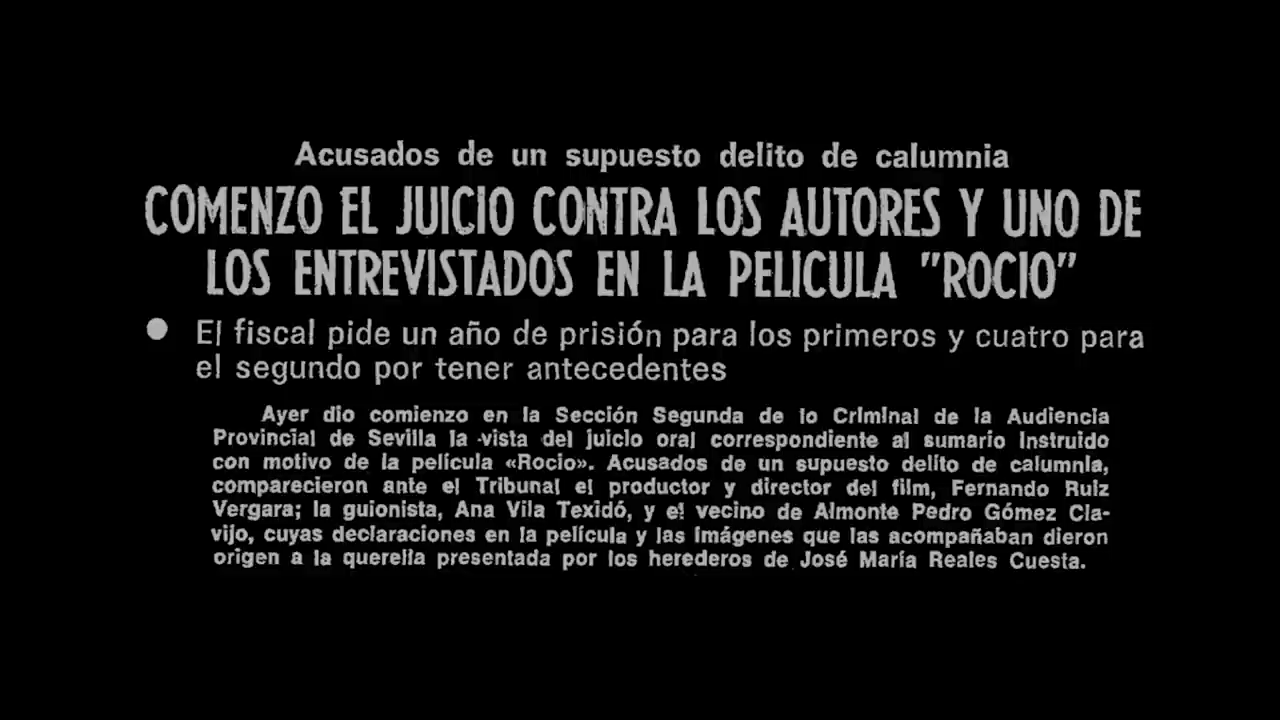 Acusados de un supuesto delito de calumnia
COMENZO EL JUICIO CONTRA LOS AUTORES Y UNO DE
LOS ENTREVISTADOS EN LA PELICULA "ROCIO"
● El fiscal pide un año de prisión para los primeros y cuatro para
el segundo por tener antecedentes
Ayer dio comienzo en la Sección Segunda de lo Criminal de la Audiencia
Provincial de Sevilla la vista del juicio oral correspondiente al sumario instruido
con motivo de la película «Rocio». Acusados de un supuesto delito de calumnia,
comparecieron ante el Tribunal el productor y director del film, Fernando Ruiz
Vergara; la guionista, Ana Vila Texidó, y el vecino de Almonte Pedro Gómez Cla-
vijo, cuyas declaraciones en la película y las imágenes que las acompañaban dieron
origen a la querella presentada por los herederos de José María Reales Cuesta.